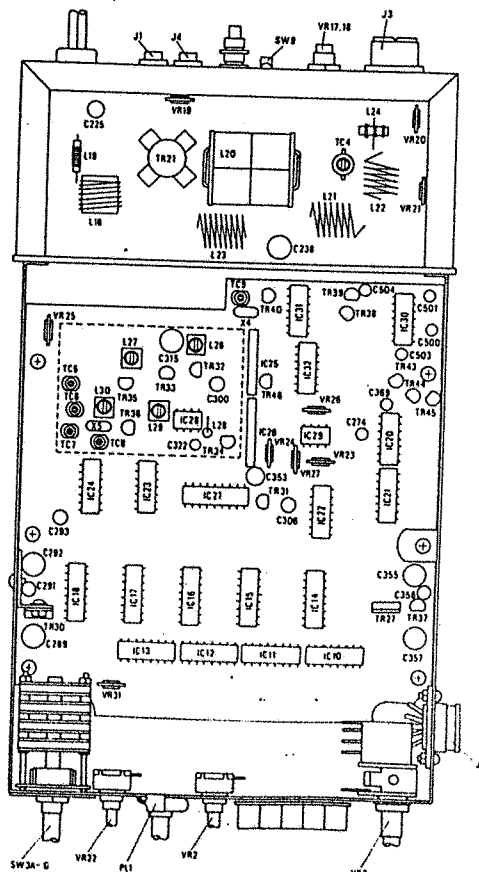 J1
J4
SW9
VR17,18
J3
VR19
C225
L19
L18
TR21
L20
L24
TC4
VR20
L21
L22
VR21
L23
C238
TC9
TR40
IC31
TR39
C504
TR38
IC30
C501
C500
VR25
X4
L27
C315
L26
IC25
IC32
C503
TR43
TC5
TR32
TR33
TR35
C300
TR46
TR44
TC6
L30
VR26
C369
TR45
L29
IC28
L28
IC26
VR24
IC29
C274
IC20
TR36
X5
TC7
TC8
C322
TR34
VR27
VR23
C353
IC24
IC23
IC27
TR31
C306
IC22
IC21
C293
C292
C291
IC18
IC17
IC16
IC15
IC14
C355
C356
TR30
TR27
TR37
C289
C357
IC13
IC12
IC11
IC10
VR31
SW3A-G
VR22
PL1
VR2